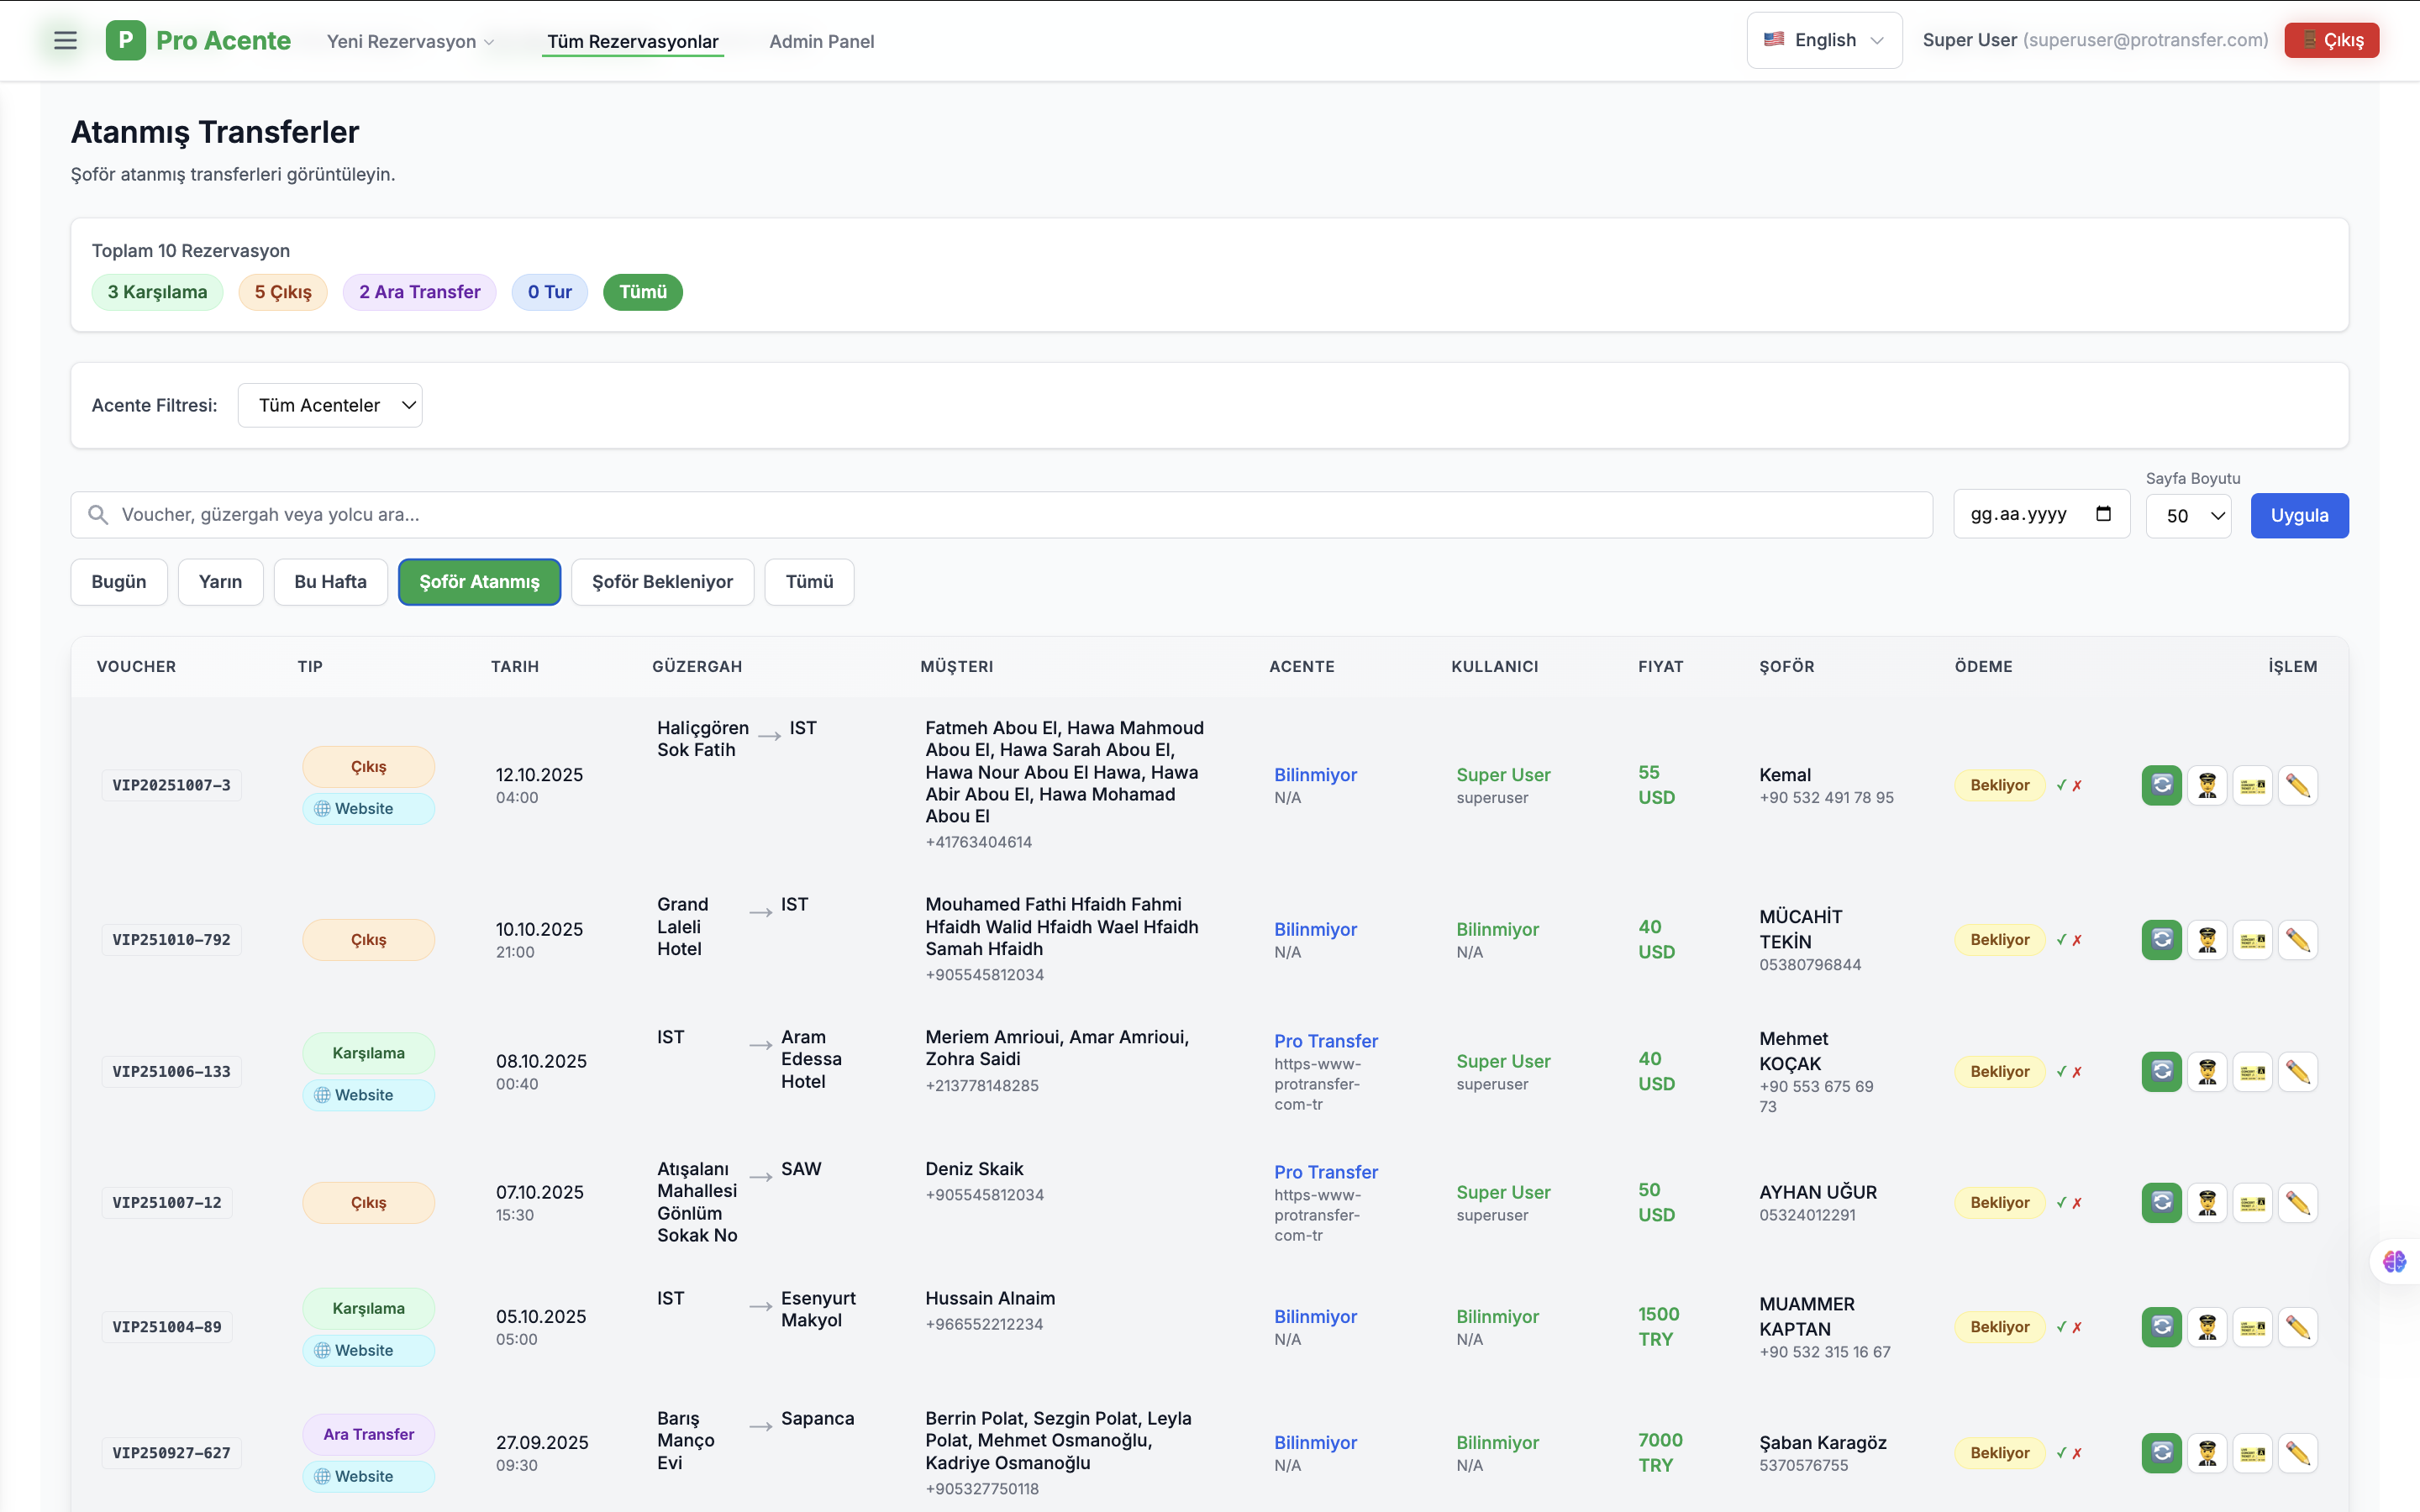 P Pro Acente Yeni Rezervasyon Tüm Rezervasyonlar Admin Panel English Super User (superuser@protransfer.com) Çıkış
Atanmış Transferler
Şoför atanmış transferleri görüntüleyin.
Toplam 10 Rezervasyon
3 Karşılama 5 Çıkış 2 Ara Transfer 0 Tur Tümü
Acente Filtresi: Tüm Acenteler
Sayfa Boyutu
Voucher, güzergah veya yolcu ara... gg.aa.yyyy 50 Uygula
Bugün Yarın Bu Hafta Şoför Atanmış Şoför Bekleniyor Tümü
VOUCHER TIP TARIH GÜZERGAH MÜŞTERI ACENTE KULLANICI FIYAT ŞOFÖR ÖDEME İŞLEM
VIP20251007-3
Çıkış
Website
12.10.2025
04:00
Haliçgören
Sok Fatih
IST
Fatmeh Abou El, Hawa Mahmoud
Abou El, Hawa Sarah Abou El,
Hawa Nour Abou El Hawa, Hawa
Abir Abou El, Hawa Mohamad
Abou El
+41763404614
Bilinmiyor
N/A
Super User
superuser
55
USD
Kemal
+90 532 491 78 95
Bekliyor ✓ ✗
VIP251010-792
Çıkış
10.10.2025
21:00
Grand
Laleli
Hotel
IST
Mouhamed Fathi Hfaidh Fahmi
Hfaidh Walid Hfaidh Wael Hfaidh
Samah Hfaidh
+905545812034
Bilinmiyor
N/A
Bilinmiyor
N/A
40
USD
MÜCAHİT
TEKİN
05380796844
Bekliyor ✓ ✗
VIP251006-133
Karşılama
Website
08.10.2025
00:40
IST
Aram
Edessa
Hotel
Meriem Amrioui, Amar Amrioui,
Zohra Saidi
+213778148285
Pro Transfer
https-www-
protransfer-
com-tr
Super User
superuser
40
USD
Mehmet
KOÇAK
+90 553 675 69
73
Bekliyor ✓ ✗
VIP251007-12
Çıkış
07.10.2025
15:30
Atışalanı
Mahallesi
Gönlüm
Sokak No
SAW
Deniz Skaik
+905545812034
Pro Transfer
https-www-
protransfer-
com-tr
Super User
superuser
50
USD
AYHAN UĞUR
05324012291
Bekliyor ✓ ✗
VIP251004-89
Karşılama
Website
05.10.2025
05:00
IST
Esenyurt
Makyol
Hussain Alnaim
+966552212234
Bilinmiyor
N/A
Bilinmiyor
N/A
1500
TRY
MUAMMER
KAPTAN
+90 532 315 16 67
Bekliyor ✓ ✗
VIP250927-627
Ara Transfer
Website
27.09.2025
09:30
Barış
Manço
Evi
Sapanca
Berrin Polat, Sezgin Polat, Leyla
Polat, Mehmet Osmanoğlu,
Kadriye Osmanoğlu
+905327750118
Bilinmiyor
N/A
Bilinmiyor
N/A
7000
TRY
Şaban Karagöz
5370576755
Bekliyor ✓ ✗